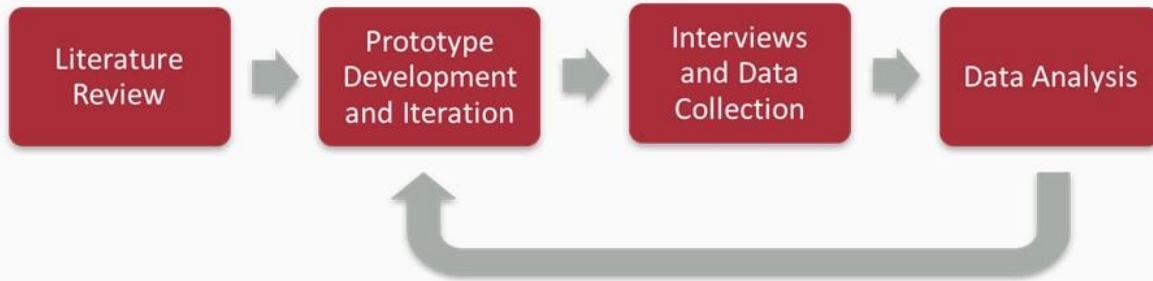 Literature
Review
Prototype
Development
and Iteration
Interviews
and Data
Collection
Data Analysis